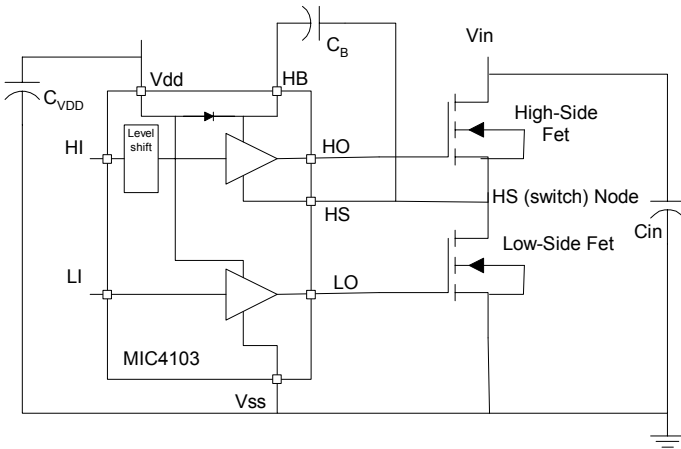 Vin
C_B
Vdd
HB
C_VDD
Level
shift
High-Side
Fet
HI
HO
HS (switch) Node
HS
Cin
Low-Side Fet
LI
LO
MIC4103
Vss